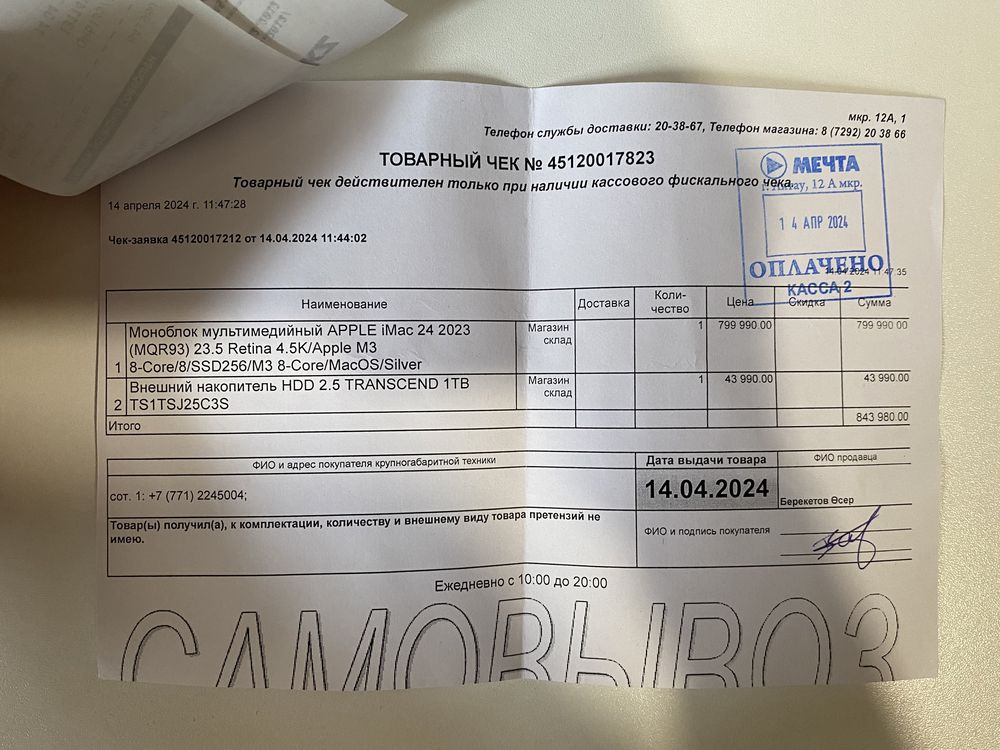 мкр. 12А, 1
Телефон службы доставки: 20-38-67, Телефон магазина: 8 (7292) 20 38 66
ТОВАРНЫЙ ЧЕК № 45120017823
Товарный чек действителен только при наличии кассового фискального чека.
14 апреля 2024 г. 11:47:28
Чек-заявка 45120017212 от 14.04.2024 11:44:02
МЕЧТА
г. Актау, 12 А мкр.
14 АПР 2024
ОПЛАЧЕНО
КАССА 2
14.04.2024 11:47:35
Наименование Доставка Коли-чество Цена Скидка Сумма
1 Моноблок мультимедийный APPLE iMac 24 2023
(MQR93) 23.5 Retina 4.5K/Apple M3
8-Core/8/SSD256/M3 8-Core/MacOS/Silver
Магазин
склад
1 799 990.00 799 990.00
2 Внешний накопитель HDD 2.5 TRANSCEND 1TB
TS1TSJ25C3S
Магазин
склад
1 43 990.00 43 990.00
Итого 843 980.00
ФИО и адрес покупателя крупногабаритной техники
Дата выдачи товара
ФИО продавца
сот. 1: +7 (771) 2245004;
14.04.2024
Берекетов Өсер
Товар(ы) получил(а), к комплектации, количеству и внешнему виду товара претензий не
имею.
ФИО и подпись покупателя
Ежедневно с 10:00 до 20:00
САМОВЫВОЗ